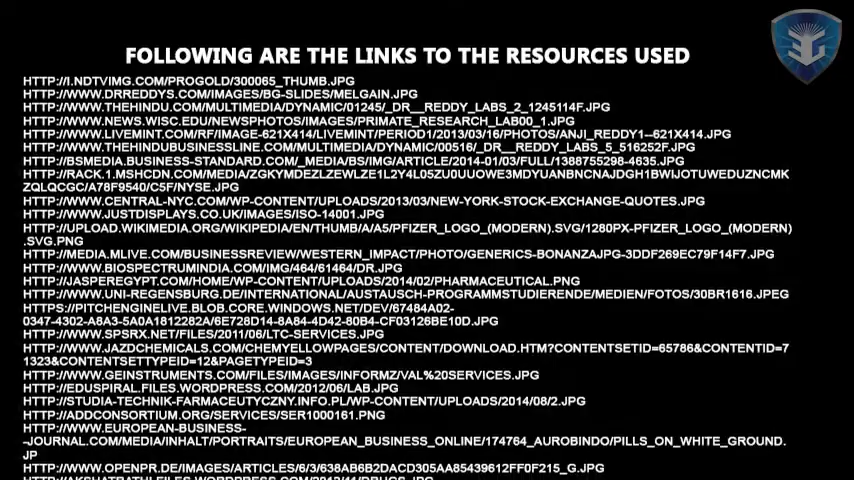 FOLLOWING ARE THE LINKS TO THE RESOURCES USED
HTTP://I.NDTVIMG.COM/PROGOLD/300065_THUMB.JPG
HTTP://WWW.DRREDDYS.COM/IMAGES/BG-SLIDES/MELGAIN.JPG
HTTP://WWW.THEHINDU.COM/MULTIMEDIA/DYNAMIC/01245/_DR__REDDY_LABS_2_1245114F.JPG
HTTP://WWW.NEWS.WISC.EDU/NEWSPHOTOS/IMAGES/PRIMATE_RESEARCH_LAB00_1.JPG
HTTP://WWW.LIVEMINT.COM/RF/IMAGE-621X414/LIVEMINT/PERIOD1/2013/03/16/PHOTOS/ANJI_REDDY1--621X414.JPG
HTTP://WWW.THEHINDUBUSINESSLINE.COM/MULTIMEDIA/DYNAMIC/00516/_DR__REDDY_LABS_5_516252F.JPG
HTTP://BSMEDIA.BUSINESS-STANDARD.COM/_MEDIA/BS/IMG/ARTICLE/2014-01/03/FULL/1388755298-4635.JPG
HTTP://RACK.1.MSHCDN.COM/MEDIA/ZGKYMDEZLZEWLZE1L2Y4L05ZU0UUOWE3MDYUANBNCNAJDGH1BWIJOTUWEDUZNCMK
ZQLQCGC/A78F9540/C5F/NYSE.JPG
HTTP://WWW.CENTRAL-NYC.COM/WP-CONTENT/UPLOADS/2013/03/NEW-YORK-STOCK-EXCHANGE-QUOTES.JPG
HTTP://WWW.JUSTDISPLAYS.CO.UK/IMAGES/ISO-14001.JPG
HTTP://UPLOAD.WIKIMEDIA.ORG/WIKIPEDIA/EN/THUMB/A/A5/PFIZER_LOGO_(MODERN).SVG/1280PX-PFIZER_LOGO_(MODERN)
.SVG.PNG
HTTP://MEDIA.MLIVE.COM/BUSINESSREVIEW/WESTERN_IMPACT/PHOTO/GENERICS-BONANZAJPG-3DDF269EC79F14F7.JPG
HTTP://WWW.BIOSPECTRUMINDIA.COM/IMG/464/61464/DR.JPG
HTTP://JASPEREGYPT.COM/HOME/WP-CONTENT/UPLOADS/2014/02/PHARMACEUTICAL.PNG
HTTP://WWW.UNI-REGENSBURG.DE/INTERNATIONAL/AUSTAUSCH-PROGRAMMSTUDIERENDE/MEDIEN/FOTOS/30BR1616.JPEG
HTTPS://PITCHENGINELIVE.BLOB.CORE.WINDOWS.NET/DEV/67484A02-
0347-4302-A8A3-5A0A1812282A/6E728D14-8A84-4D42-80B4-CF03126BE10D.JPG
HTTP://WWW.SPSRX.NET/FILES/2011/06/LTC-SERVICES.JPG
HTTP://WWW.JAZDCHEMICALS.COM/CHEMYELLOWPAGES/CONTENT/DOWNLOAD.HTM?CONTENTSETID=65786&CONTENTID=7
1323&CONTENTSETTYPEID=12&PAGETYPEID=3
HTTP://WWW.GEINSTRUMENTS.COM/FILES/IMAGES/INFORMZ/VAL%20SERVICES.JPG
HTTP://EDUSPIRAL.FILES.WORDPRESS.COM/2012/06/LAB.JPG
HTTP://STUDIA-TECHNIK-FARMACEUTYCZNY.INFO.PL/WP-CONTENT/UPLOADS/2014/08/2.JPG
HTTP://ADDCONSORTIUM.ORG/SERVICES/SER1000161.PNG
HTTP://WWW.EUROPEAN-BUSINESS-
-JOURNAL.COM/MEDIA/INHALT/PORTRAITS/EUROPEAN_BUSINESS_ONLINE/174764_AUROBINDO/PILLS_ON_WHITE_GROUND.
JP
HTTP://WWW.OPENPR.DE/IMAGES/ARTICLES/6/3/638AB6B2DACD305AA85439612FF0F215_G.JPG